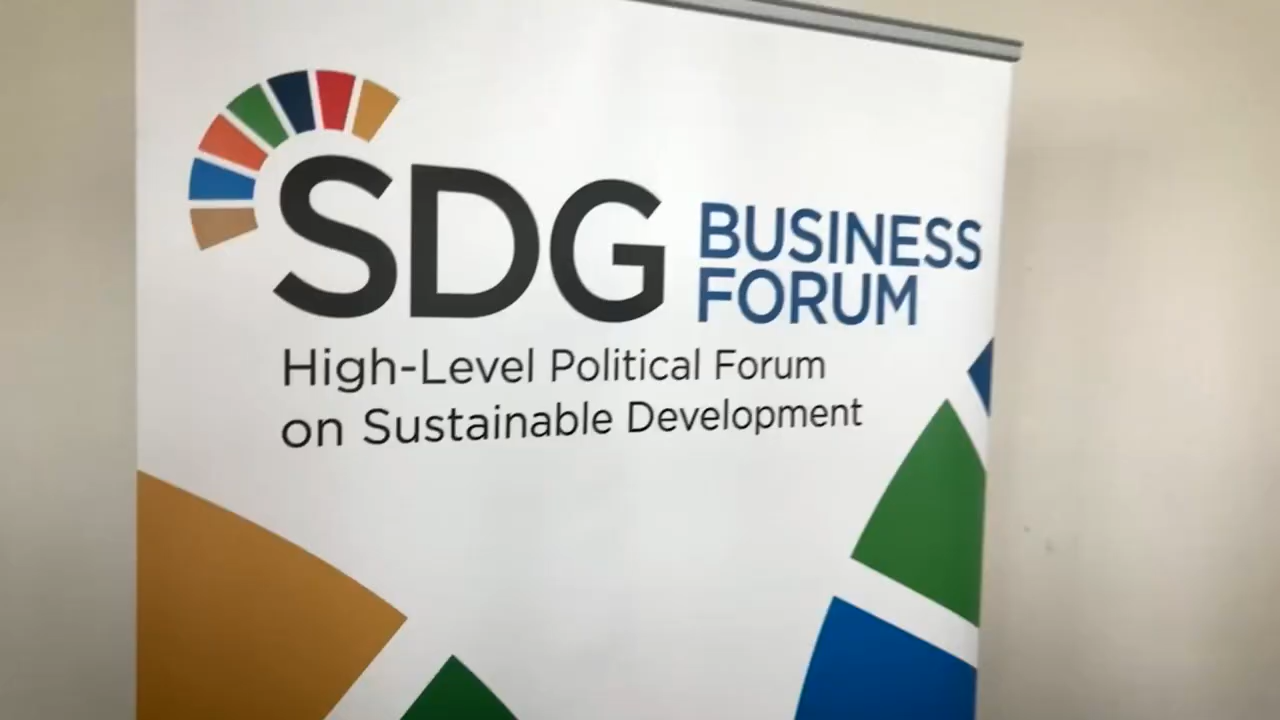 SDG BUSINESS
FORUM
High-Level Political Forum
on Sustainable Development